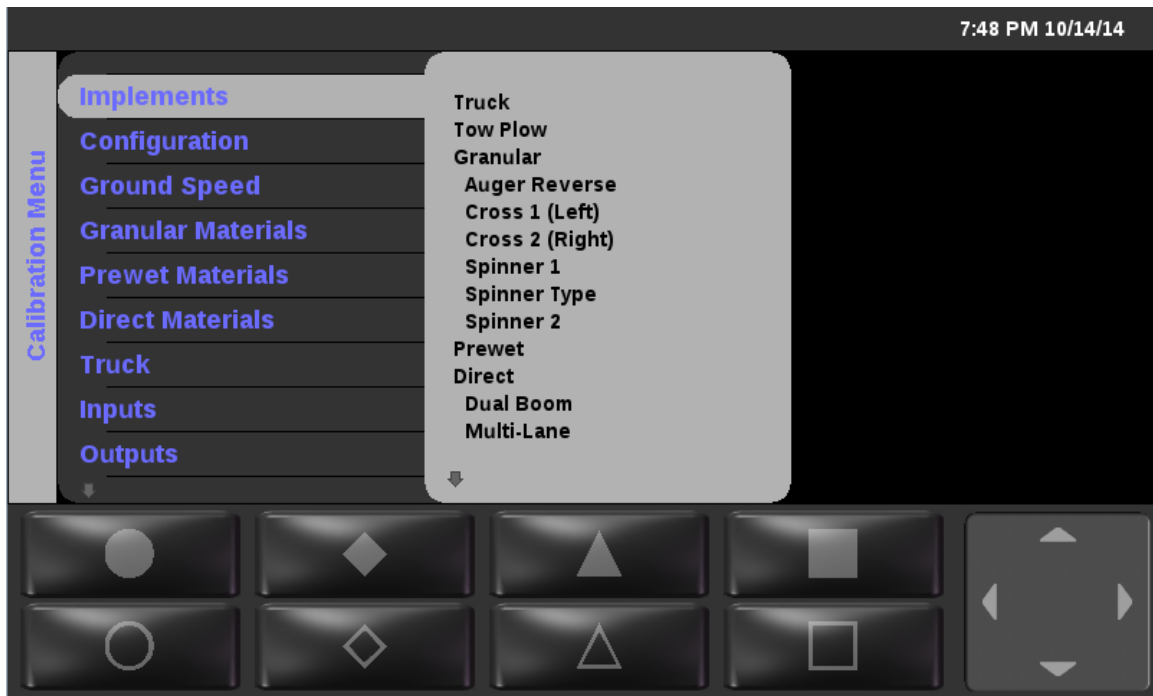 7:48 PM 10/14/14
Calibration Menu
Implements
Configuration
Ground Speed
Granular Materials
Prewet Materials
Direct Materials
Truck
Inputs
Outputs
Truck
Tow Plow
Granular
Auger Reverse
Cross 1 (Left)
Cross 2 (Right)
Spinner 1
Spinner Type
Spinner 2
Prewet
Direct
Dual Boom
Multi-Lane